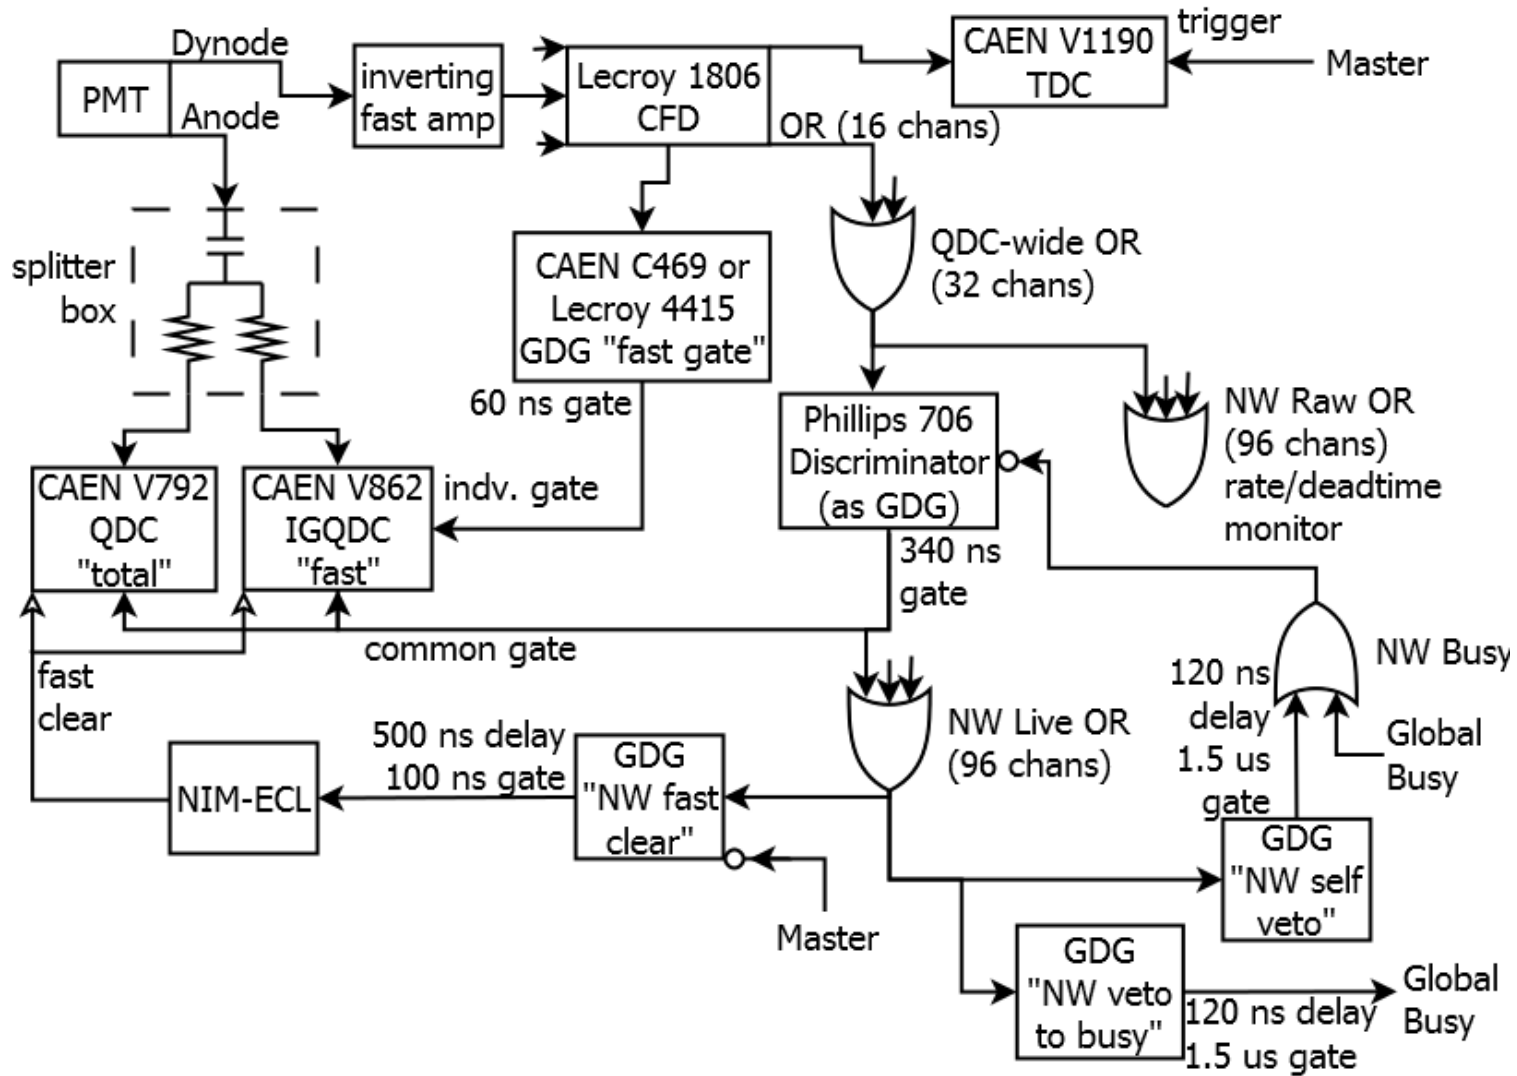 Dynode
PMT
Anode
inverting
fast amp
Lecroy 1806
CFD
OR (16 chans)
CAEN V1190
TDC
trigger
Master
splitter
box
CAEN C469 or
Lecroy 4415
GDG "fast gate"
60 ns gate
QDC-wide OR
(32 chans)
NW Raw OR
(96 chans)
rate/deadtime
monitor
Phillips 706
Discriminator
(as GDG)
340 ns
gate
CAEN V792
QDC
"total"
CAEN V862
IGQDC
"fast"
indv. gate
common gate
fast
clear
NIM-ECL
500 ns delay
100 ns gate
GDG
"NW fast
clear"
Master
NW Live OR
(96 chans)
120 ns
delay
1.5 us
gate
NW Busy
Global
Busy
GDG
"NW self
veto"
GDG
"NW veto
to busy"
120 ns delay
1.5 us gate
Global
Busy